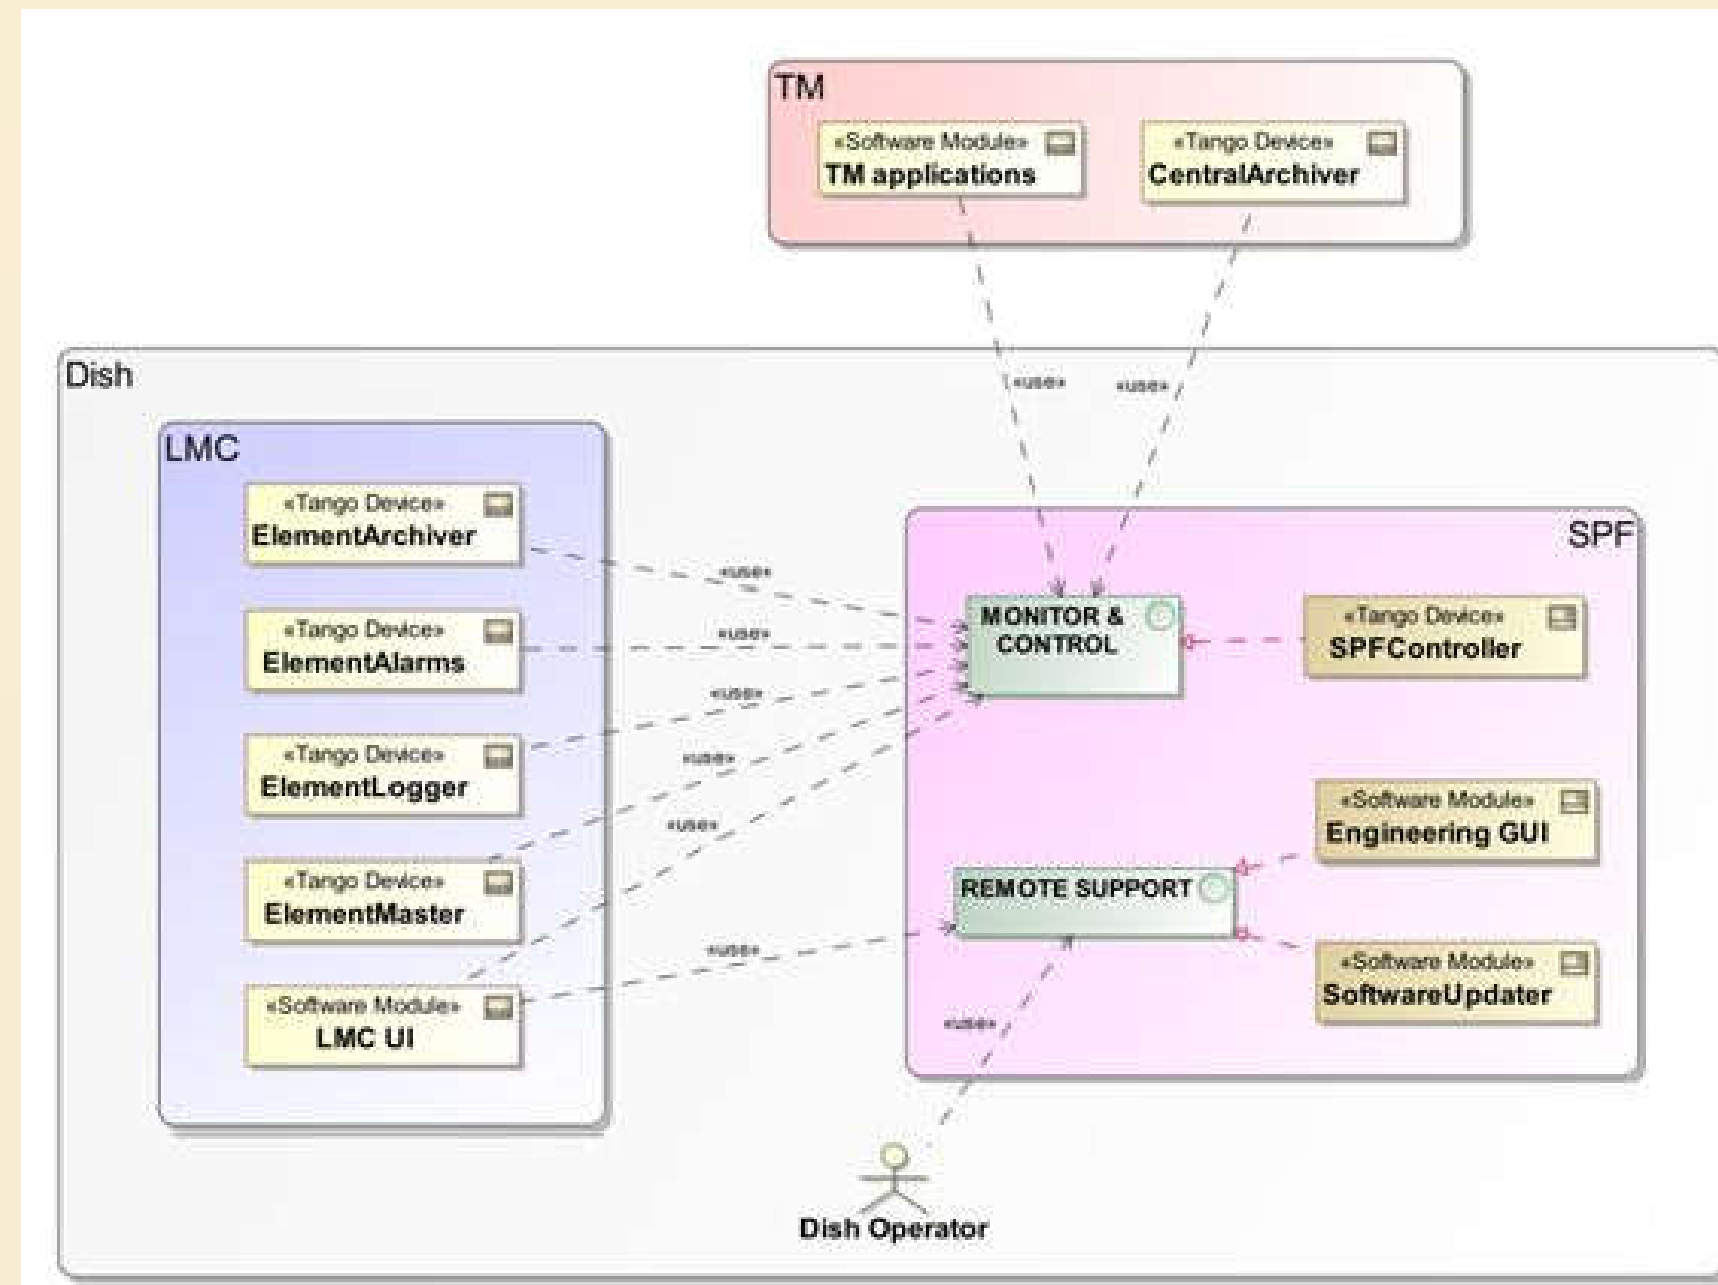 TM
«Software Module»
TM applications
«Tango Device»
CentralArchiver
Dish
«use»
«use»
LMC
«Tango Device»
ElementArchiver
«Tango Device»
ElementAlarms
«Tango Device»
ElementLogger
«Tango Device»
ElementMaster
«Software Module»
LMC UI
«use»
«use»
«use»
«use»
«use»
«use»
SPF
MONITOR &
CONTROL
«Tango Device»
SPFController
«Software Module»
Engineering GUI
REMOTE SUPPORT
«Software Module»
SoftwareUpdater
«use»
Dish Operator